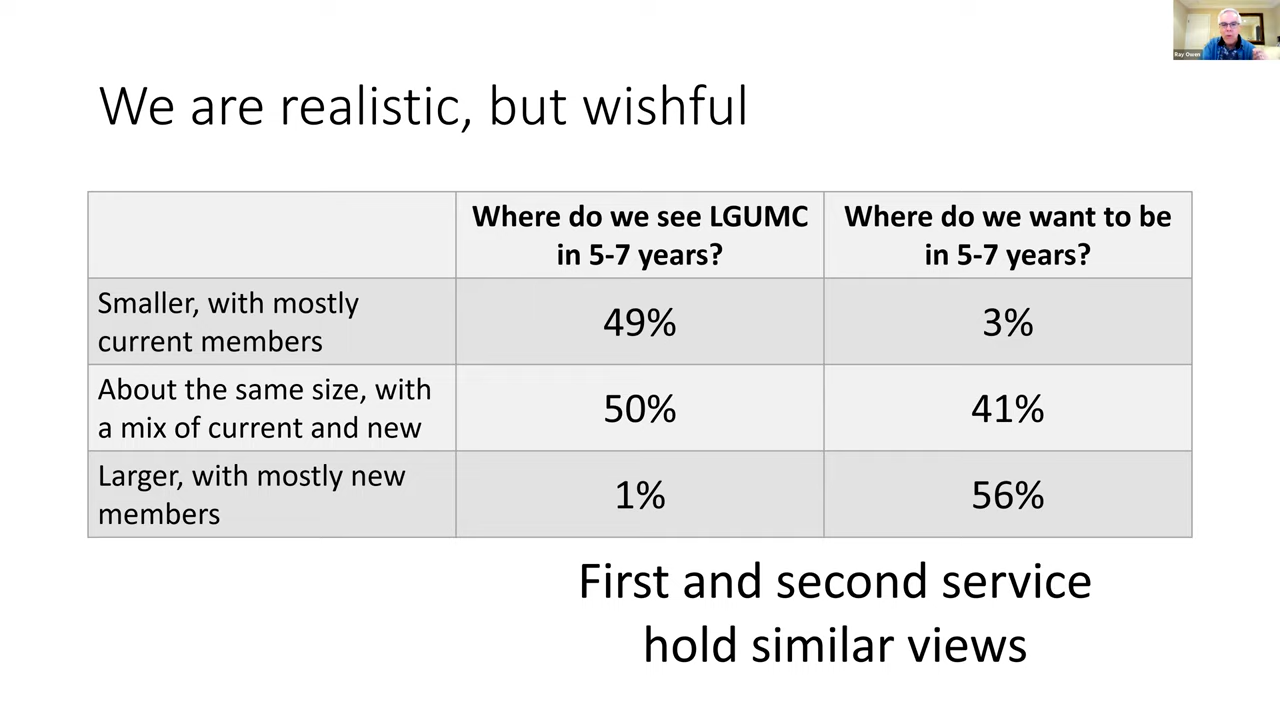 Ray Owen
We are realistic, but wishful
Where do we see LGUMC
in 5-7 years?
Where do we want to be
in 5-7 years?
Smaller, with mostly
current members
49%
3%
About the same size, with
a mix of current and new
50%
41%
Larger, with mostly new
members
1%
56%
First and second service
hold similar views